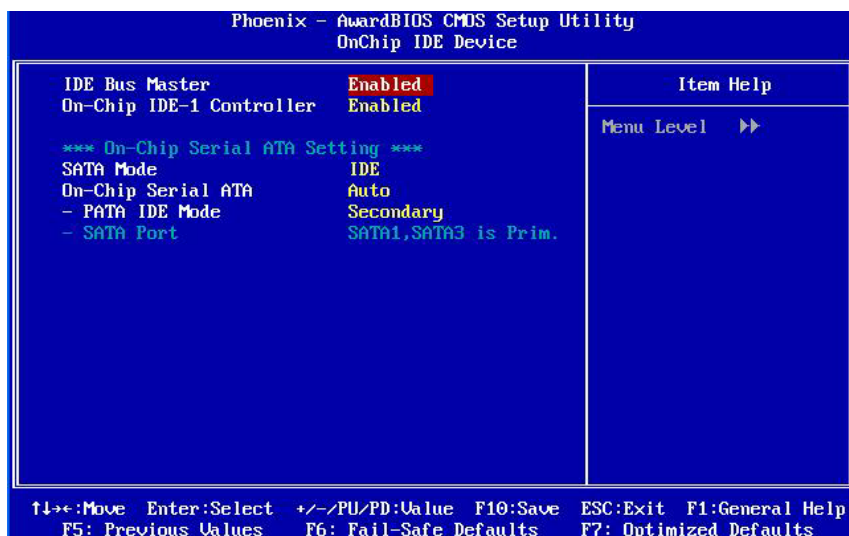 Phoenix - AwardBIOS CMOS Setup Utility
OnChip IDE Device
IDE Bus Master Enabled
On-Chip IDE-1 Controller Enabled
*** On-Chip Serial ATA Setting ***
SATA Mode IDE
On-Chip Serial ATA Auto
- PATA IDE Mode Secondary
- SATA Port SATA1,SATA3 is Prim.
Item Help
Menu Level ▶▶
↑↓→←:Move Enter:Select +/-/PU/PD:Value F10:Save ESC:Exit F1:General Help
F5: Previous Values F6: Fail-Safe Defaults F7: Optimized Defaults